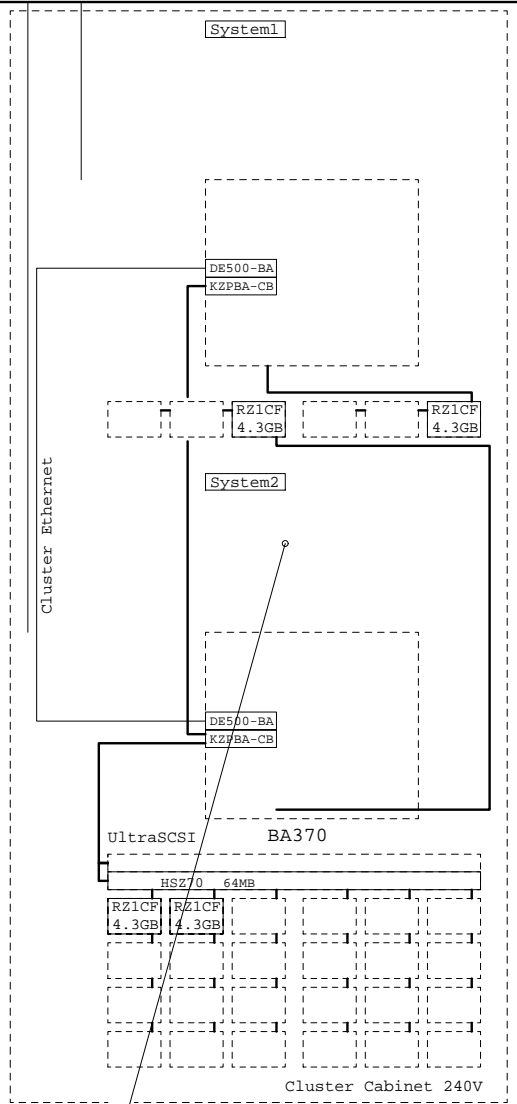 System1
DE500-BA
KZPBA-CB
RZ1CF
4.3GB
RZ1CF
4.3GB
Cluster Ethernet
System2
DE500-BA
KZPBA-CB
UltraSCSI
BA370
HSZ70 64MB
RZ1CF
4.3GB
RZ1CF
4.3GB
Cluster Cabinet 240V